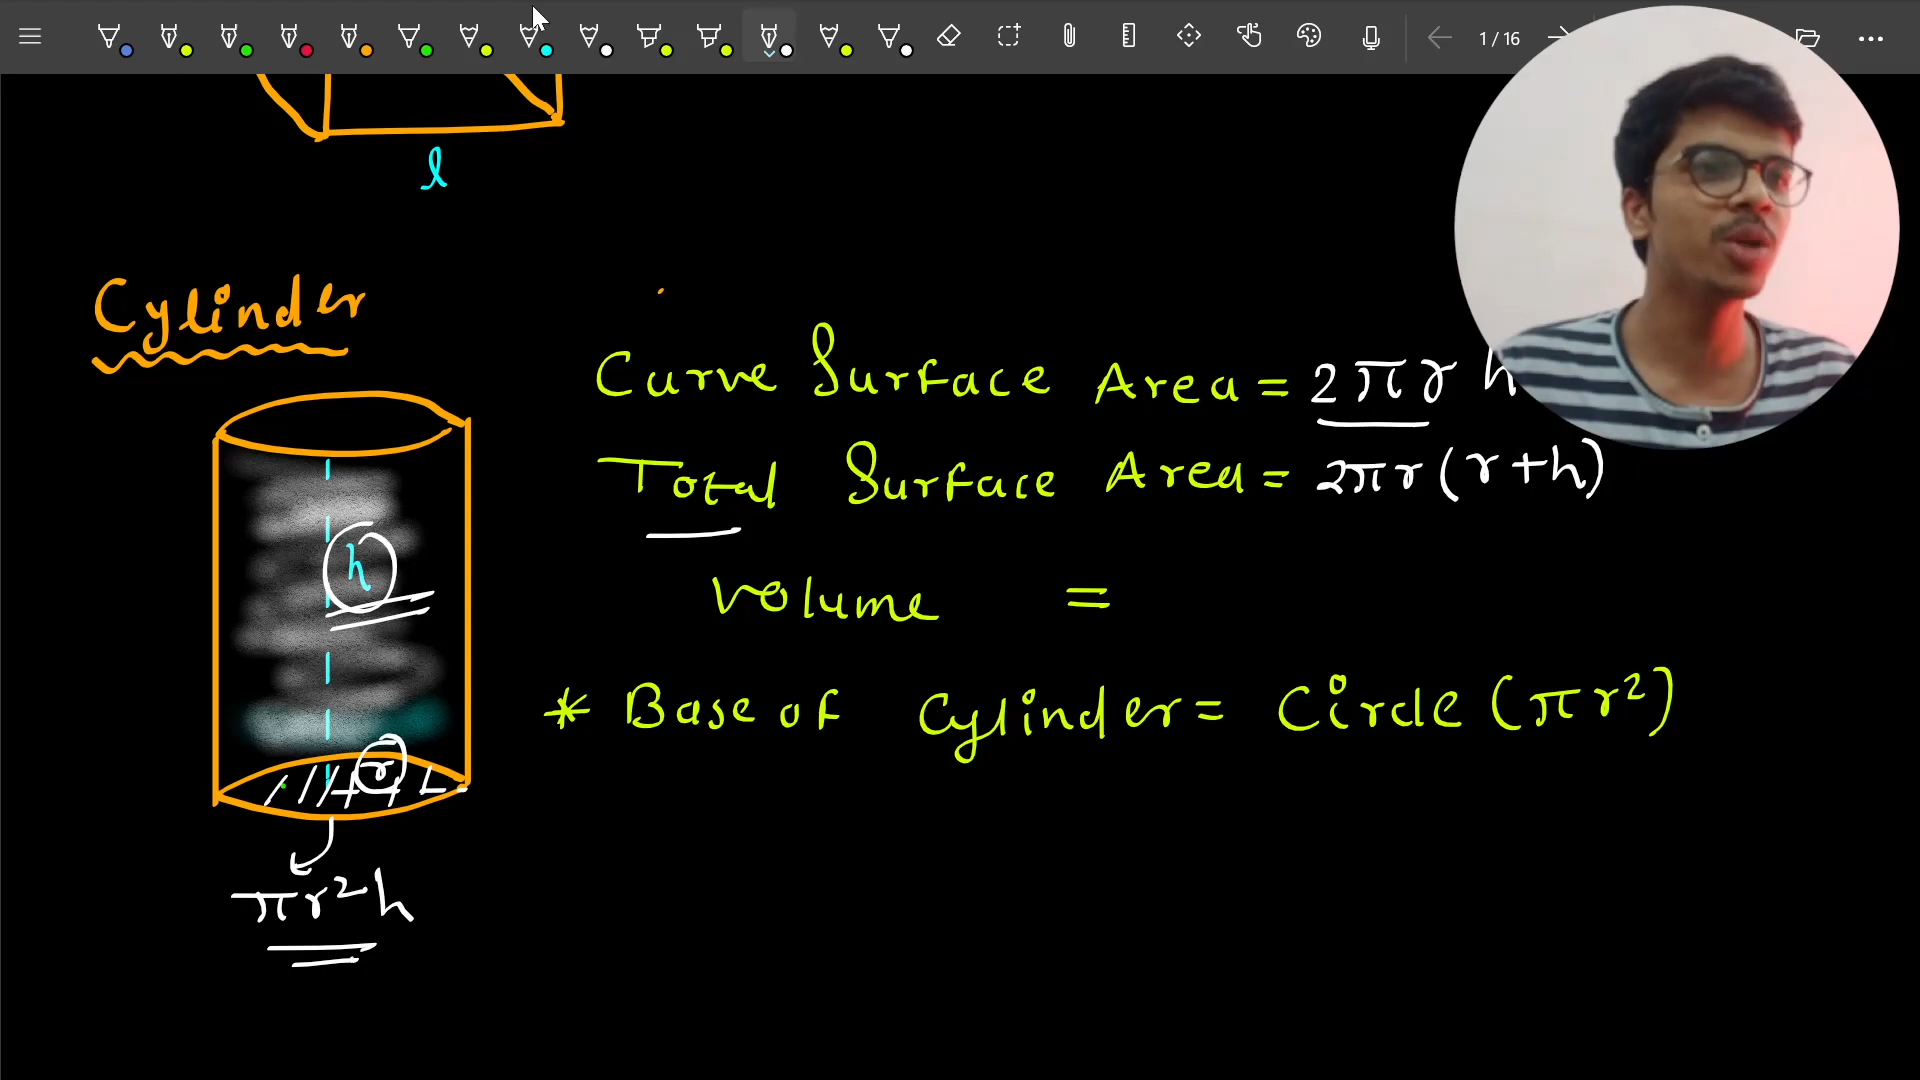 1 / 16
l
Cylinder
Curve Surface Area = 2πr h
Total Surface Area = 2πr (r+h)
h
Volume =
* Base of Cylinder = Circle (πr²)
r
πr²h